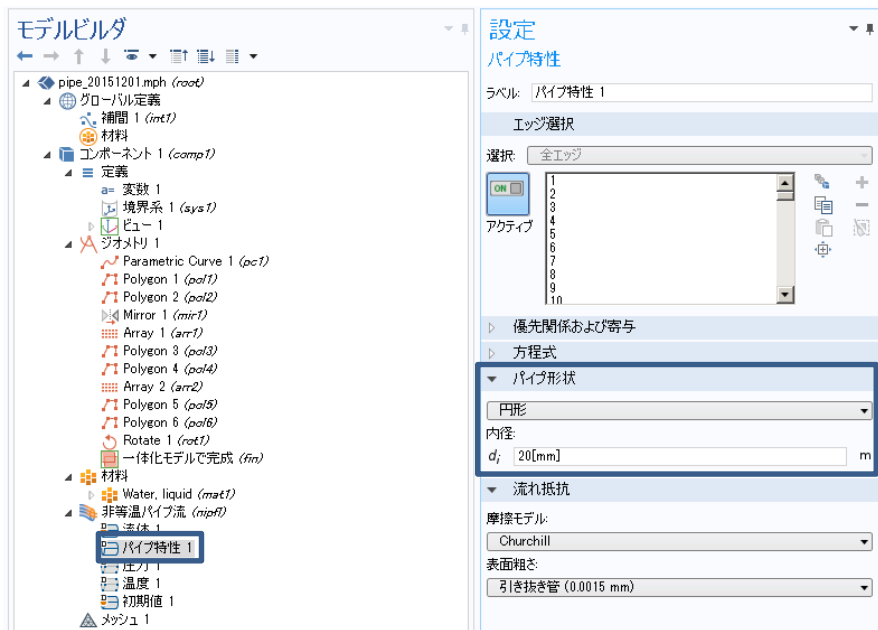 モデルビルダ
pipe_20151201.mph (root)
グローバル定義
補間 1 (int1)
材料
コンポーネント 1 (comp1)
定義
a= 変数 1
境界系 1 (sys1)
ビュー 1
ジオメトリ 1
Parametric Curve 1 (pc1)
Polygon 1 (pol1)
Polygon 2 (pol2)
Mirror 1 (mir1)
Array 1 (arr1)
Polygon 3 (pol3)
Polygon 4 (pol4)
Array 2 (arr2)
Polygon 5 (pol5)
Polygon 6 (pol6)
Rotate 1 (rot1)
一体化モデルで完成 (fin)
材料
Water, liquid (mat1)
非等温パイプ流 (nipfl)
流体 1
パイプ特性 1
圧力 1
温度 1
初期値 1
メッシュ 1
設定
パイプ特性
ラベル: パイプ特性 1
エッジ選択
選択: 全エッジ
ON
アクティブ
1
2
3
4
5
6
7
8
9
10
優先関係および寄与
方程式
パイプ形状
円形
内径:
di 20[mm] m
流れ抵抗
摩擦モデル:
Churchill
表面粗さ:
引き抜き管 (0.0015 mm)